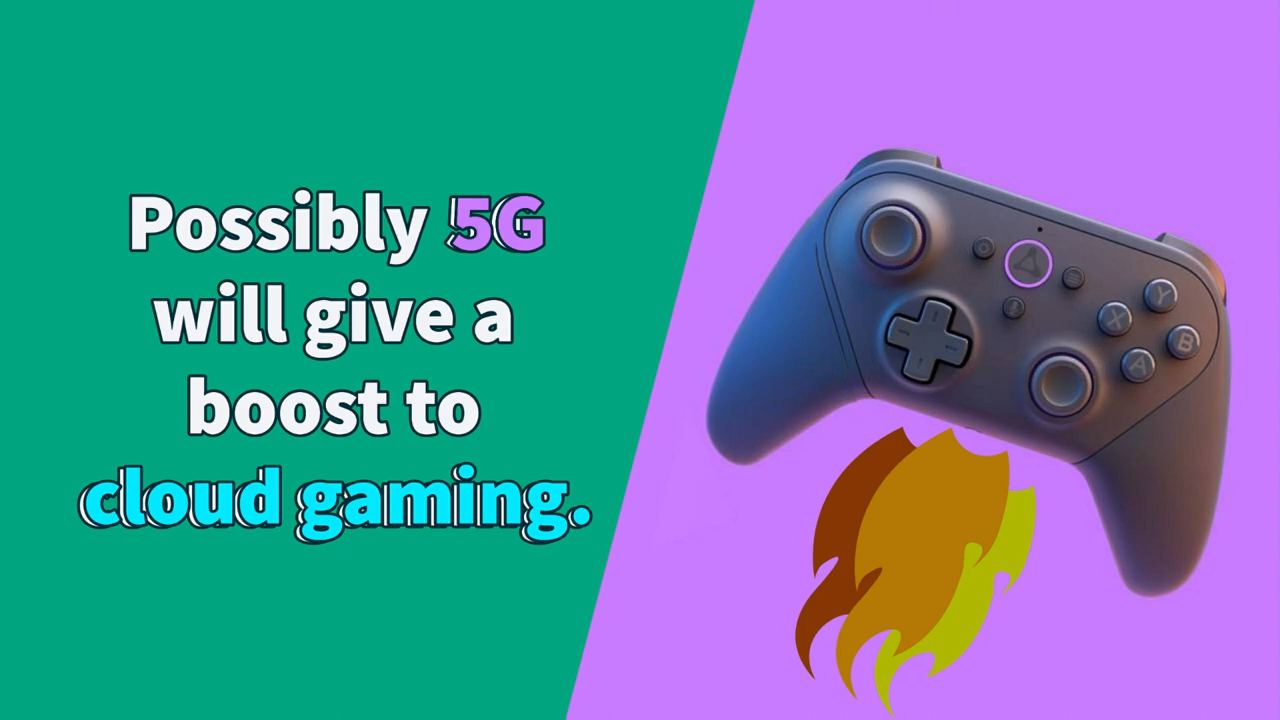 Possibly 5G
will give a
boost to
cloud gaming.
Y
X
B
A